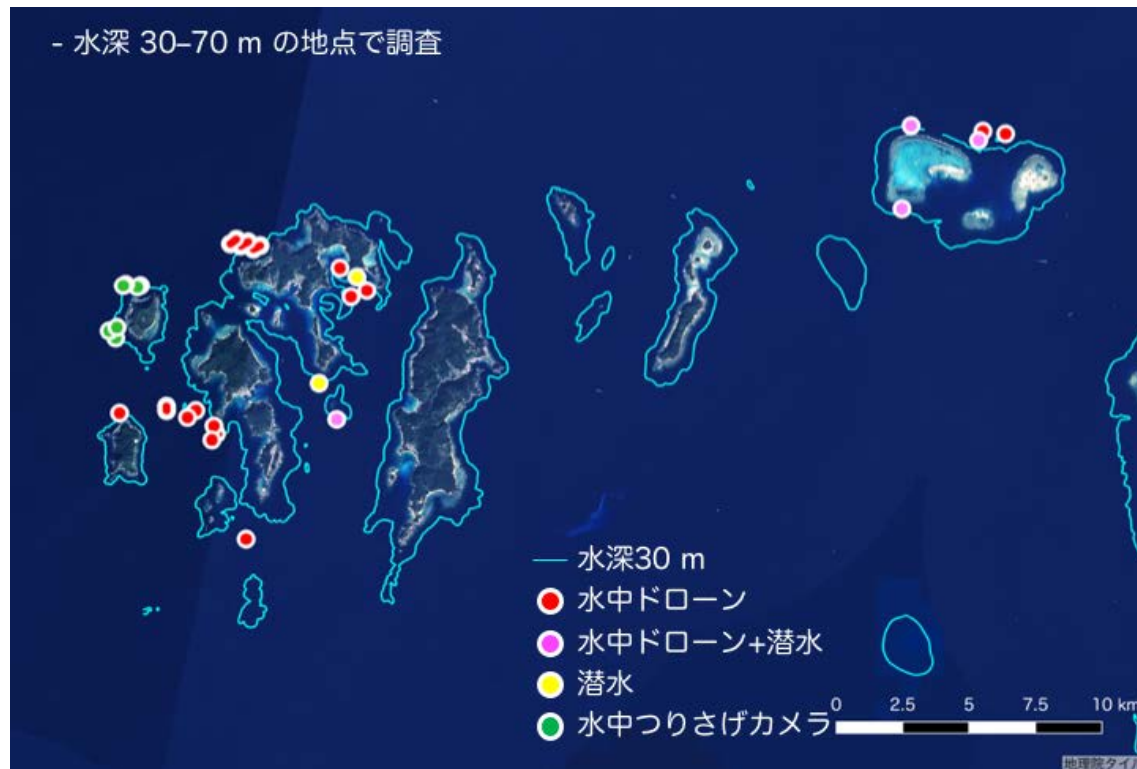 - 水深 30–70 m の地点で調査
水深30 m
水中ドローン
水中ドローン+潜水
潜水
水中つりさげカメラ
0 2.5 5 7.5 10 km
地理院タイル